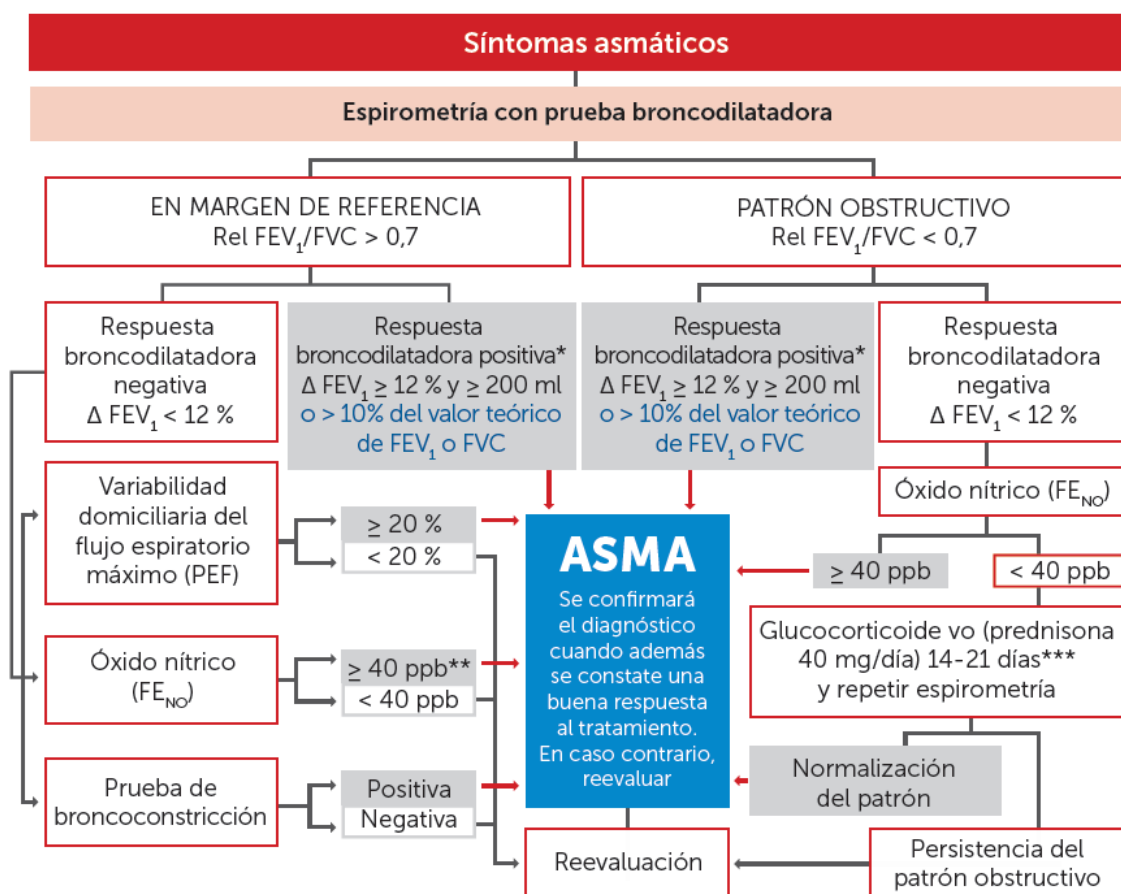 Síntomas asmáticos
Espirometría con prueba broncodilatadora
EN MARGEN DE REFERENCIA
Rel FEV₁/FVC > 0,7
PATRÓN OBSTRUCTIVO
Rel FEV₁/FVC < 0,7
Respuesta
broncodilatadora
negativa
Δ FEV₁ < 12 %
Respuesta
broncodilatadora positiva*
Δ FEV₁ ≥ 12 % y ≥ 200 ml
o > 10% del valor teórico
de FEV₁ o FVC
Respuesta
broncodilatadora positiva*
Δ FEV₁ ≥ 12 % y ≥ 200 ml
o > 10% del valor teórico
de FEV₁ o FVC
Respuesta
broncodilatadora
negativa
Δ FEV₁ < 12 %
Variabilidad
domiciliaria del
flujo espiratorio
máximo (PEF)
≥ 20 %
< 20 %
Óxido nítrico
(FE_NO)
≥ 40 ppb**
< 40 ppb
Prueba de
broncoconstricción
Positiva
Negativa
ASMA
Se confirmará
el diagnóstico
cuando además
se constate una
buena respuesta
al tratamiento.
En caso contrario,
reevaluar
Óxido nítrico (FE_NO)
≥ 40 ppb
< 40 ppb
Glucocorticoide vo (prednisona
40 mg/día) 14-21 días***
y repetir espirometría
Normalización
del patrón
Persistencia del
patrón obstructivo
Reevaluación